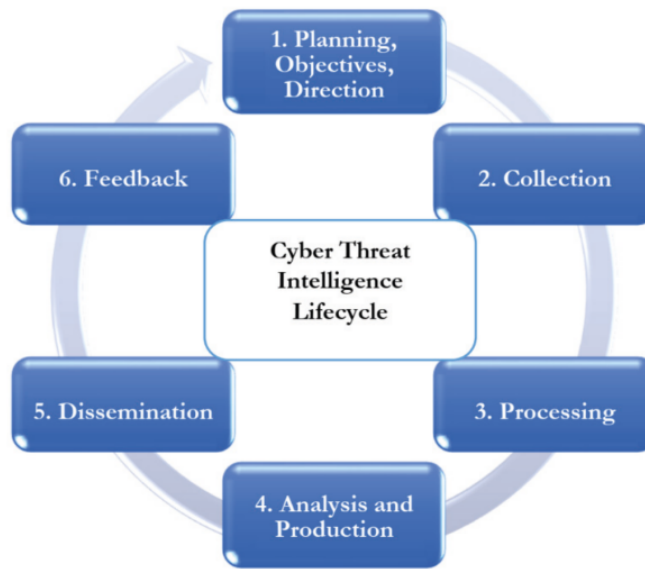 1. Planning,
Objectives,
Direction
2. Collection
3. Processing
4. Analysis and
Production
5. Dissemination
6. Feedback
Cyber Threat
Intelligence
Lifecycle